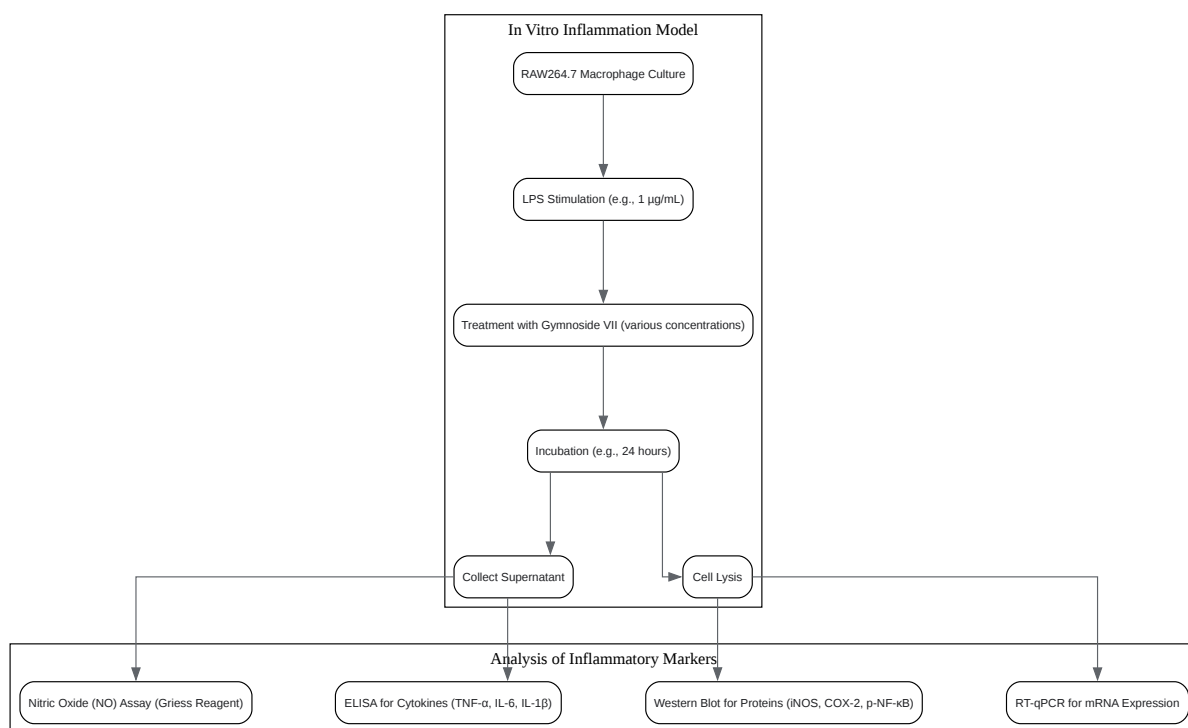 In Vitro Inflammation Model
RAW264.7 Macrophage Culture
LPS Stimulation (e.g., 1 µg/mL)
Treatment with Gymnoside VII (various concentrations)
Incubation (e.g., 24 hours)
Collect Supernatant
Cell Lysis
Analysis of Inflammatory Markers
Nitric Oxide (NO) Assay (Griess Reagent)
ELISA for Cytokines (TNF-α, IL-6, IL-1β)
Western Blot for Proteins (iNOS, COX-2, p-NF-κB)
RT-qPCR for mRNA Expression